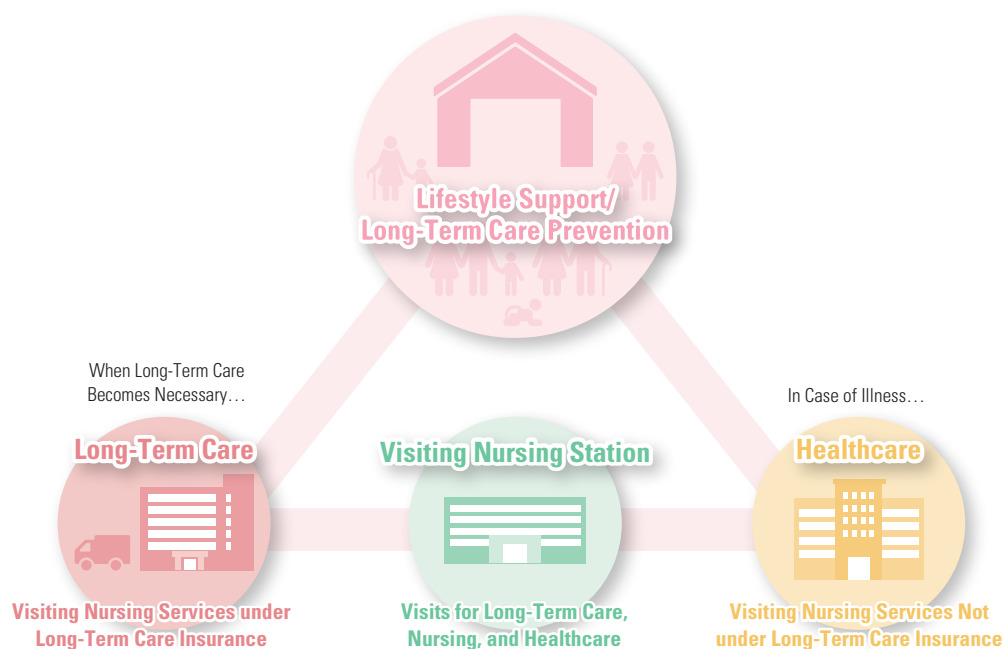 Lifestyle Support/
Long-Term Care Prevention
When Long-Term Care
Becomes Necessary…
In Case of Illness…
Long-Term Care
Visiting Nursing Station
Healthcare
Visiting Nursing Services under
Long-Term Care Insurance
Visits for Long-Term Care,
Nursing, and Healthcare
Visiting Nursing Services Not
under Long-Term Care Insurance